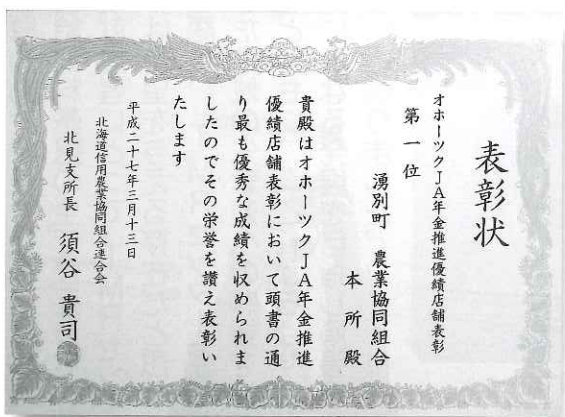 表彰状
オホーツクJA年金推進優績店舗表彰
第一位
湧別町 農業協同組合
本所殿
貴殿はオホーツクJA年金推進
優績店舗表彰において頭書の通
り最も優秀な成績を収められま
したのでその栄誉を讃え表彰い
たします
平成二十七年三月十三日
北海道信用農業協同組合連合会
北見支所長 須谷貴司